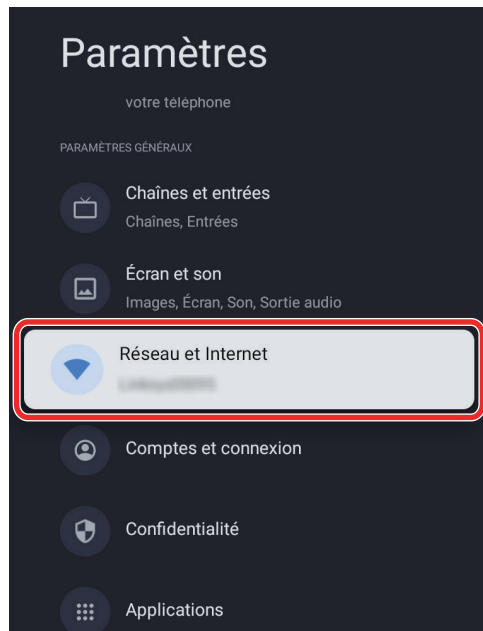 Paramètres
votre téléphone
PARAMÈTRES GÉNÉRAUX
Chaînes et entrées
Chaînes, Entrées
Écran et son
Images, Écran, Son, Sortie audio
Réseau et Internet
Comptes et connexion
Confidentialité
Applications